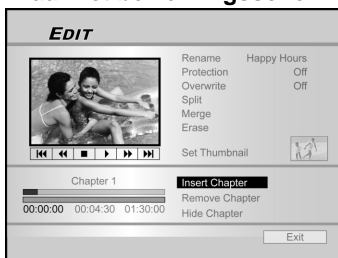 EDIT
Rename Happy Hours
Protection Off
Overwrite Off
Split
Merge
Erase
Set Thumbnail
Chapter 1
00:00:00 00:04:30 01:30:00
Insert Chapter
Remove Chapter
Hide Chapter
Exit